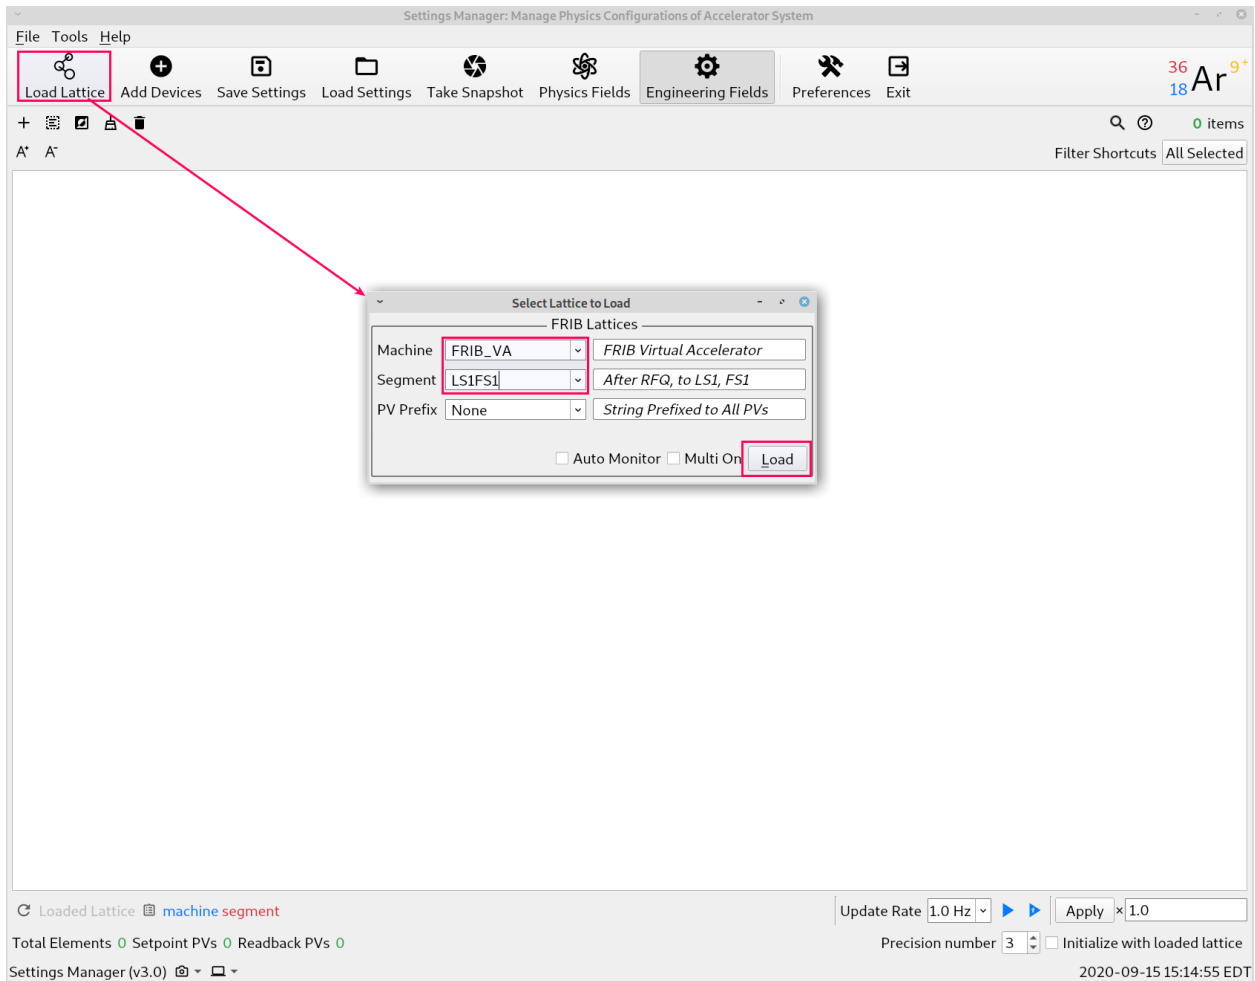 Settings Manager: Manage Physics Configurations of Accelerator System
File Tools Help
Load Lattice Add Devices Save Settings Load Settings Take Snapshot Physics Fields Engineering Fields Preferences Exit
36 18 Ar 9+
0 items
A+ A-
Filter Shortcuts All Selected
Select Lattice to Load
FRIB Lattices
Machine FRIB_VA FRIB Virtual Accelerator
Segment LS1FS1 After RFQ, to LS1, FS1
PV Prefix None String Prefixed to All PVs
Auto Monitor Multi On Load
Loaded Lattice machine segment Update Rate 1.0 Hz Apply × 1.0
Total Elements 0 Setpoint PVs 0 Readback PVs 0 Precision number 3 Initialize with loaded lattice
Settings Manager (v3.0) 2020-09-15 15:14:55 EDT